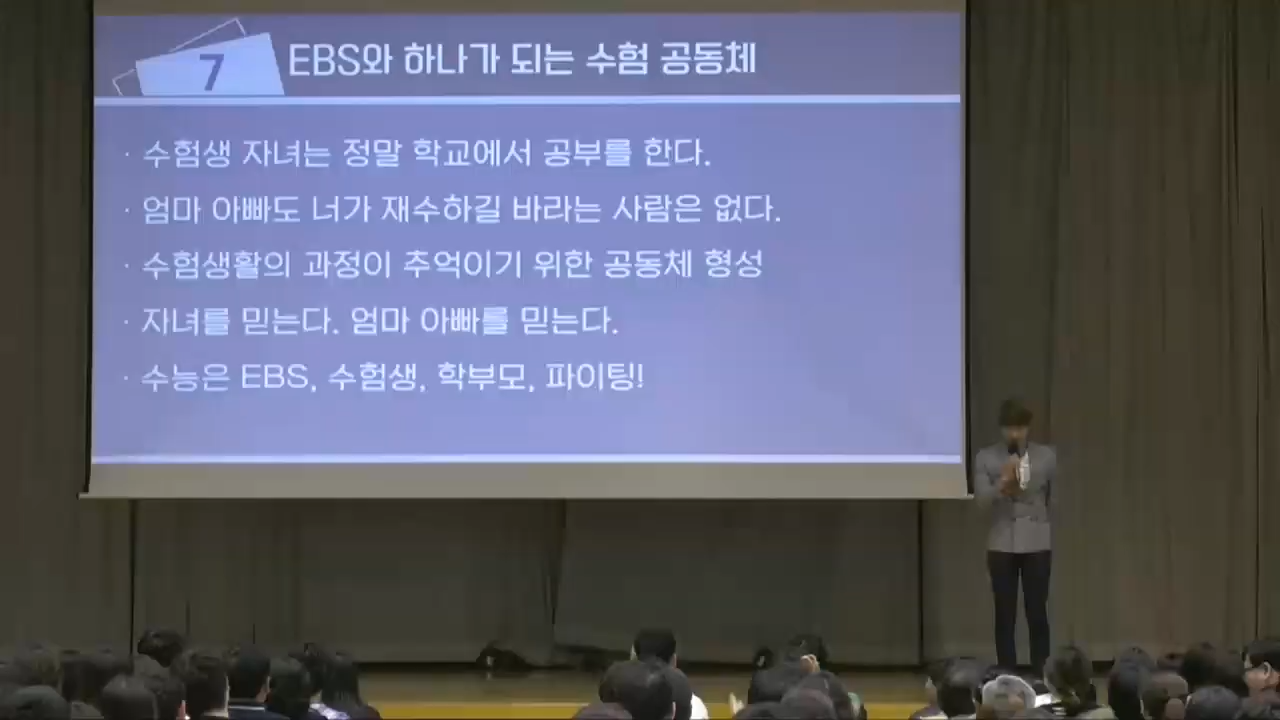 7 EBS와 하나가 되는 수험 공동체
· 수험생 자녀는 정말 학교에서 공부를 한다.
· 엄마 아빠도 너가 재수하길 바라는 사람은 없다.
· 수험생활의 과정이 추억이기 위한 공동체 형성
· 자녀를 믿는다. 엄마 아빠를 믿는다.
· 수능은 EBS, 수험생, 학부모, 파이팅!